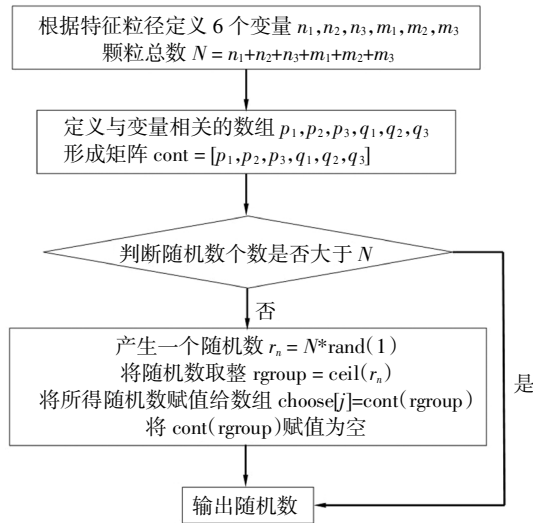 根据特征粒径定义 6 个变量 n₁,n₂,n₃,m₁,m₂,m₃
颗粒总数 N = n₁+n₂+n₃+m₁+m₂+m₃
定义与变量相关的数组 p₁,p₂,p₃,q₁,q₂,q₃
形成矩阵 cont = [p₁,p₂,p₃,q₁,q₂,q₃]
判断随机数个数是否大于 N
否
产生一个随机数 rₙ = N*rand(1)
将随机数取整 rgroup = ceil(rₙ)
将所得随机数赋值给数组 choose[j]=cont(rgroup)
将 cont(rgroup)赋值为空
是
输出随机数